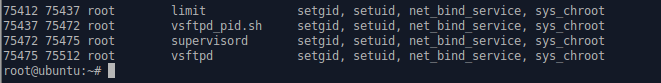 75412 75437 root limit setgid, setuid, net_bind_service, sys_chroot
75437 75472 root vsftpd_pid.sh setgid, setuid, net_bind_service, sys_chroot
75472 75475 root supervisord setgid, setuid, net_bind_service, sys_chroot
75475 75512 root vsftpd setgid, setuid, net_bind_service, sys_chroot
root@ubuntu:~#